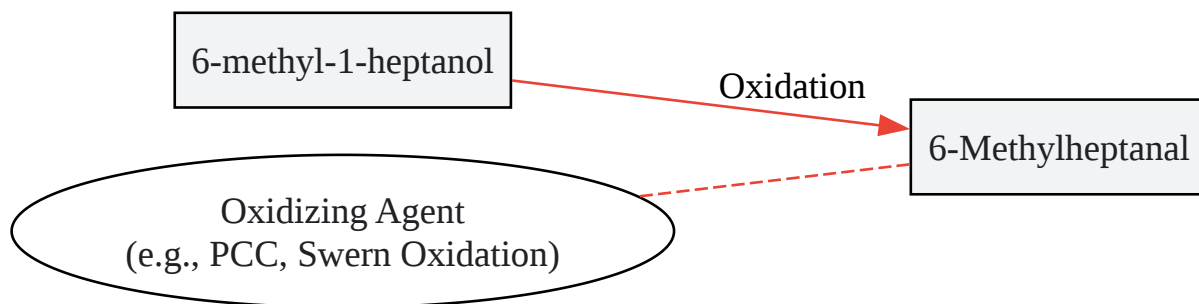 6-methyl-1-heptanol
Oxidation
6-Methylheptanal
Oxidizing Agent
(e.g., PCC, Swern Oxidation)